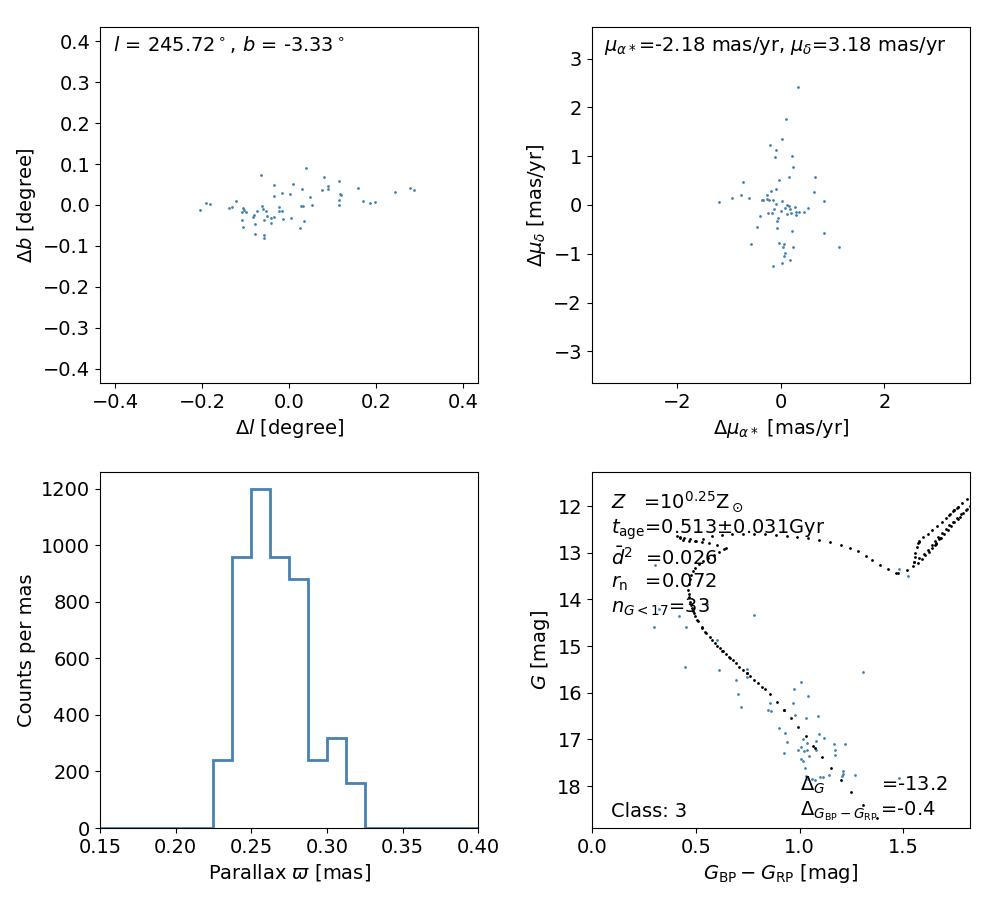 l = 245.72°, b = -3.33°
0.4
0.3
0.2
0.1
0.0
−0.1
−0.2
−0.3
−0.4
Δb [degree]
−0.4 −0.2 0.0 0.2 0.4
Δl [degree]
μα*=-2.18 mas/yr, μδ=3.18 mas/yr
3
2
1
0
−1
−2
−3
Δμδ [mas/yr]
−2 0 2
Δμα* [mas/yr]
1200
1000
800
600
400
200
0
Counts per mas
0.15 0.20 0.25 0.30 0.35 0.40
Parallax ϖ [mas]
Z =10^0.25 Z⊙
t_age=0.513±0.031Gyr
d̄² =0.026
r_n =0.072
n_G<17=33
12
13
14
15
16
17
18
G [mag]
Class: 3
Δ_G =-13.2
Δ_G_BP−G_RP =-0.4
0.0 0.5 1.0 1.5
G_BP − G_RP [mag]